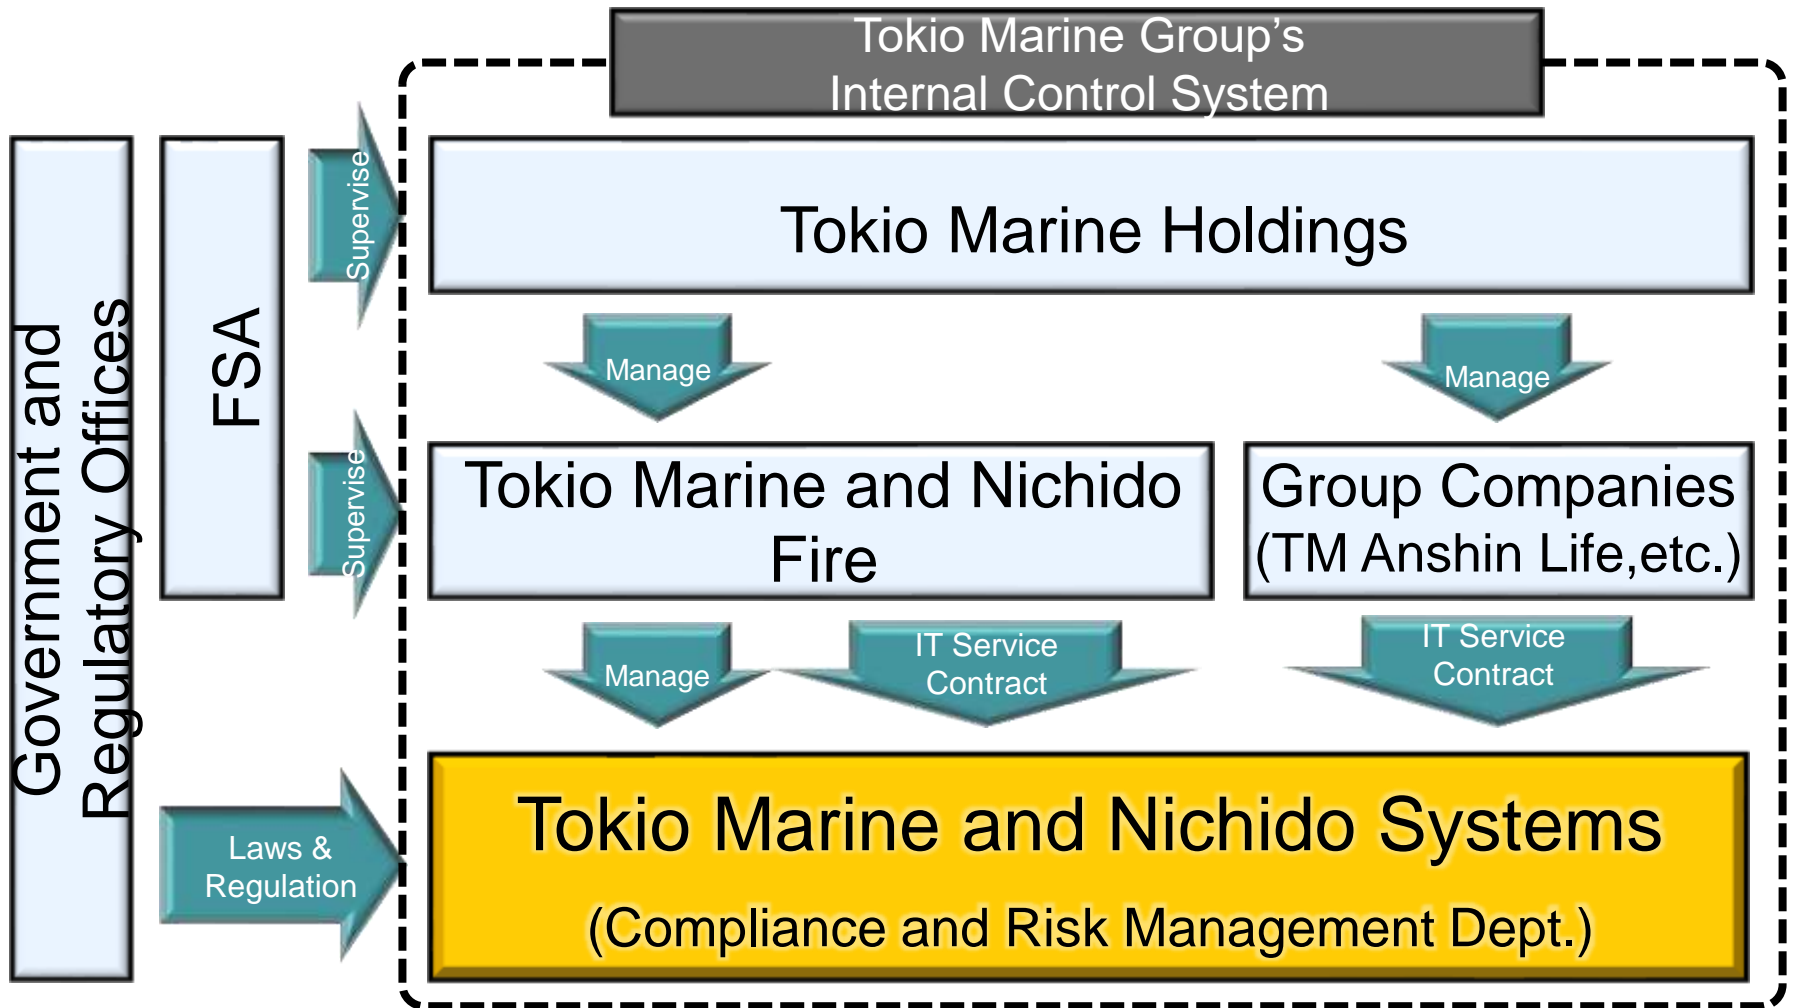 Tokio Marine Group’s
Internal Control System
Government and
Regulatory Offices
FSA
Supervise
Tokio Marine Holdings
Manage
Manage
Supervise
Tokio Marine and Nichido
Fire
Group Companies
(TM Anshin Life,etc.)
Manage
IT Service
Contract
IT Service
Contract
Laws &
Regulation
Tokio Marine and Nichido Systems
(Compliance and Risk Management Dept.)